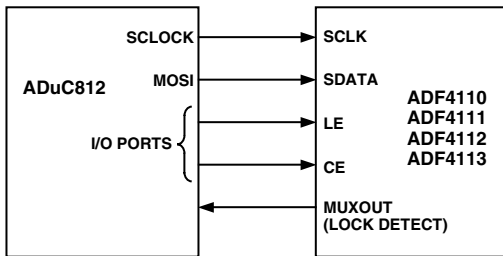 ADuC812
SCLOCK
MOSI
I/O PORTS
SCLK
SDATA
LE
CE
MUXOUT
(LOCK DETECT)
ADF4110
ADF4111
ADF4112
ADF4113